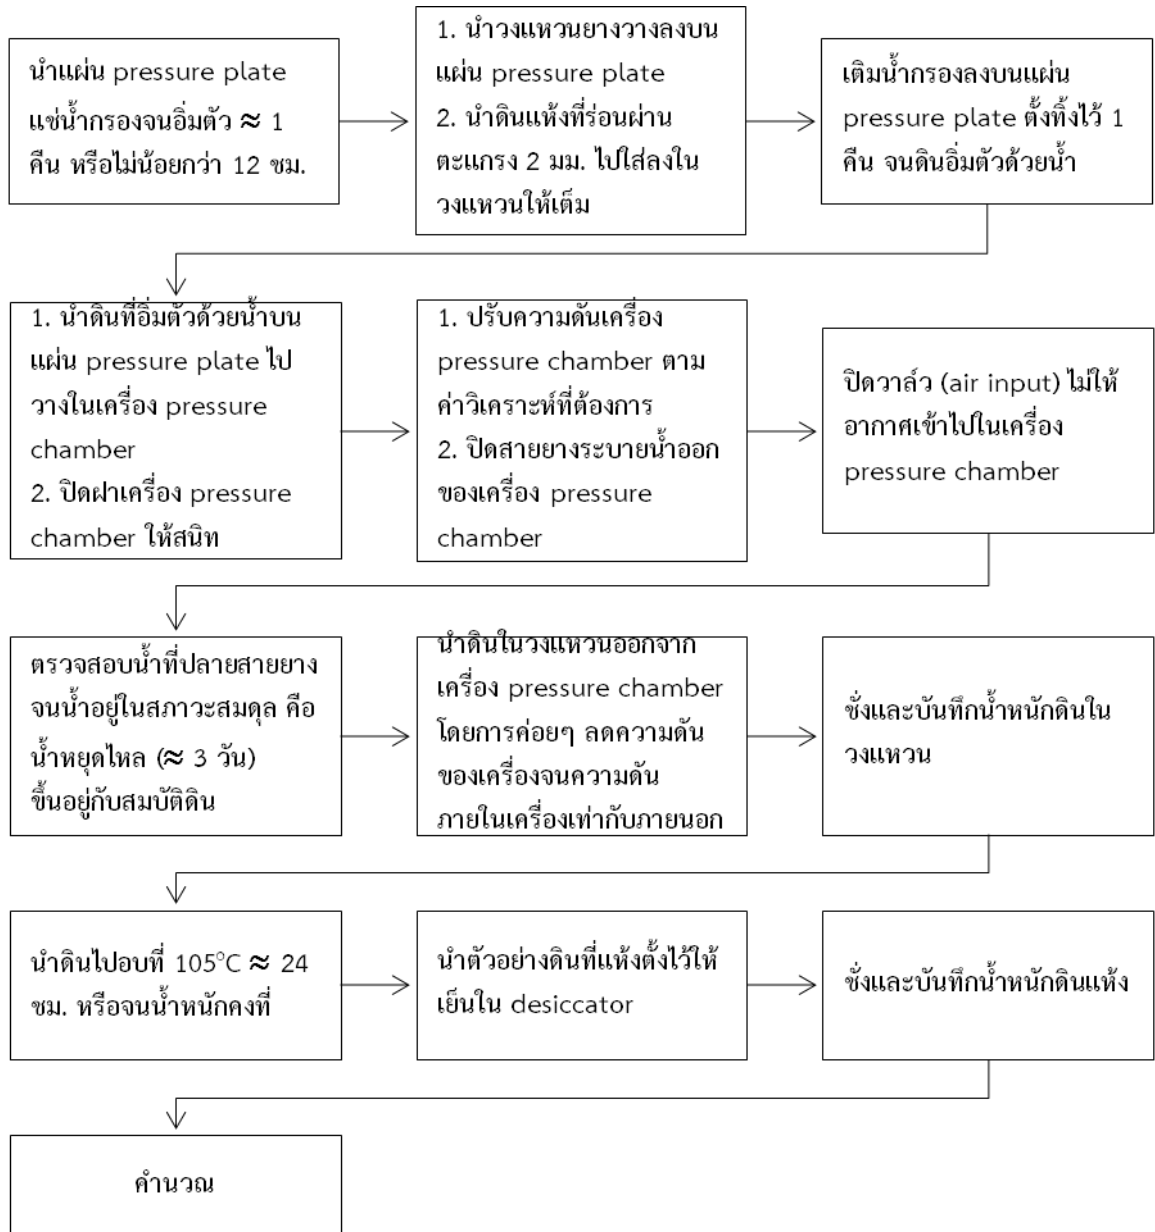 นำแผ่น pressure plate
แช่น้ำกรองจนอิ่มตัว ≈ 1
คืน หรือไม่น้อยกว่า 12 ชม.
1. นำวงแหวนยางวางลงบน
แผ่น pressure plate
2. นำดินแห้งที่ร่อนผ่าน
ตะแกรง 2 มม. ไปใส่ลงใน
วงแหวนให้เต็ม
เติมน้ำกรองลงบนแผ่น
pressure plate ตั้งทิ้งไว้ 1
คืน จนดินอิ่มตัวด้วยน้ำ
1. นำดินที่อิ่มตัวด้วยน้ำบน
แผ่น pressure plate ไป
วางในเครื่อง pressure
chamber
2. ปิดฝาเครื่อง pressure
chamber ให้สนิท
1. ปรับความดันเครื่อง
pressure chamber ตาม
ค่าวิเคราะห์ที่ต้องการ
2. ปิดสายยางระบายน้ำออก
ของเครื่อง pressure
chamber
ปิดวาล์ว (air input) ไม่ให้
อากาศเข้าไปในเครื่อง
pressure chamber
ตรวจสอบน้ำที่ปลายสายยาง
จนน้ำอยู่ในสภาวะสมดุล คือ
น้ำหยุดไหล (≈ 3 วัน)
ขึ้นอยู่กับสมบัติดิน
นำดินในวงแหวนออกจาก
เครื่อง pressure chamber
โดยการค่อยๆ ลดความดัน
ของเครื่องจนความดัน
ภายในเครื่องเท่ากับภายนอก
ชั่งและบันทึกน้ำหนักดินใน
วงแหวน
นำดินไปอบที่ 105°C ≈ 24
ชม. หรือจนน้ำหนักคงที่
นำตัวอย่างดินที่แห้งตั้งไว้ให้
เย็นใน desiccator
ชั่งและบันทึกน้ำหนักดินแห้ง
คำนวณ